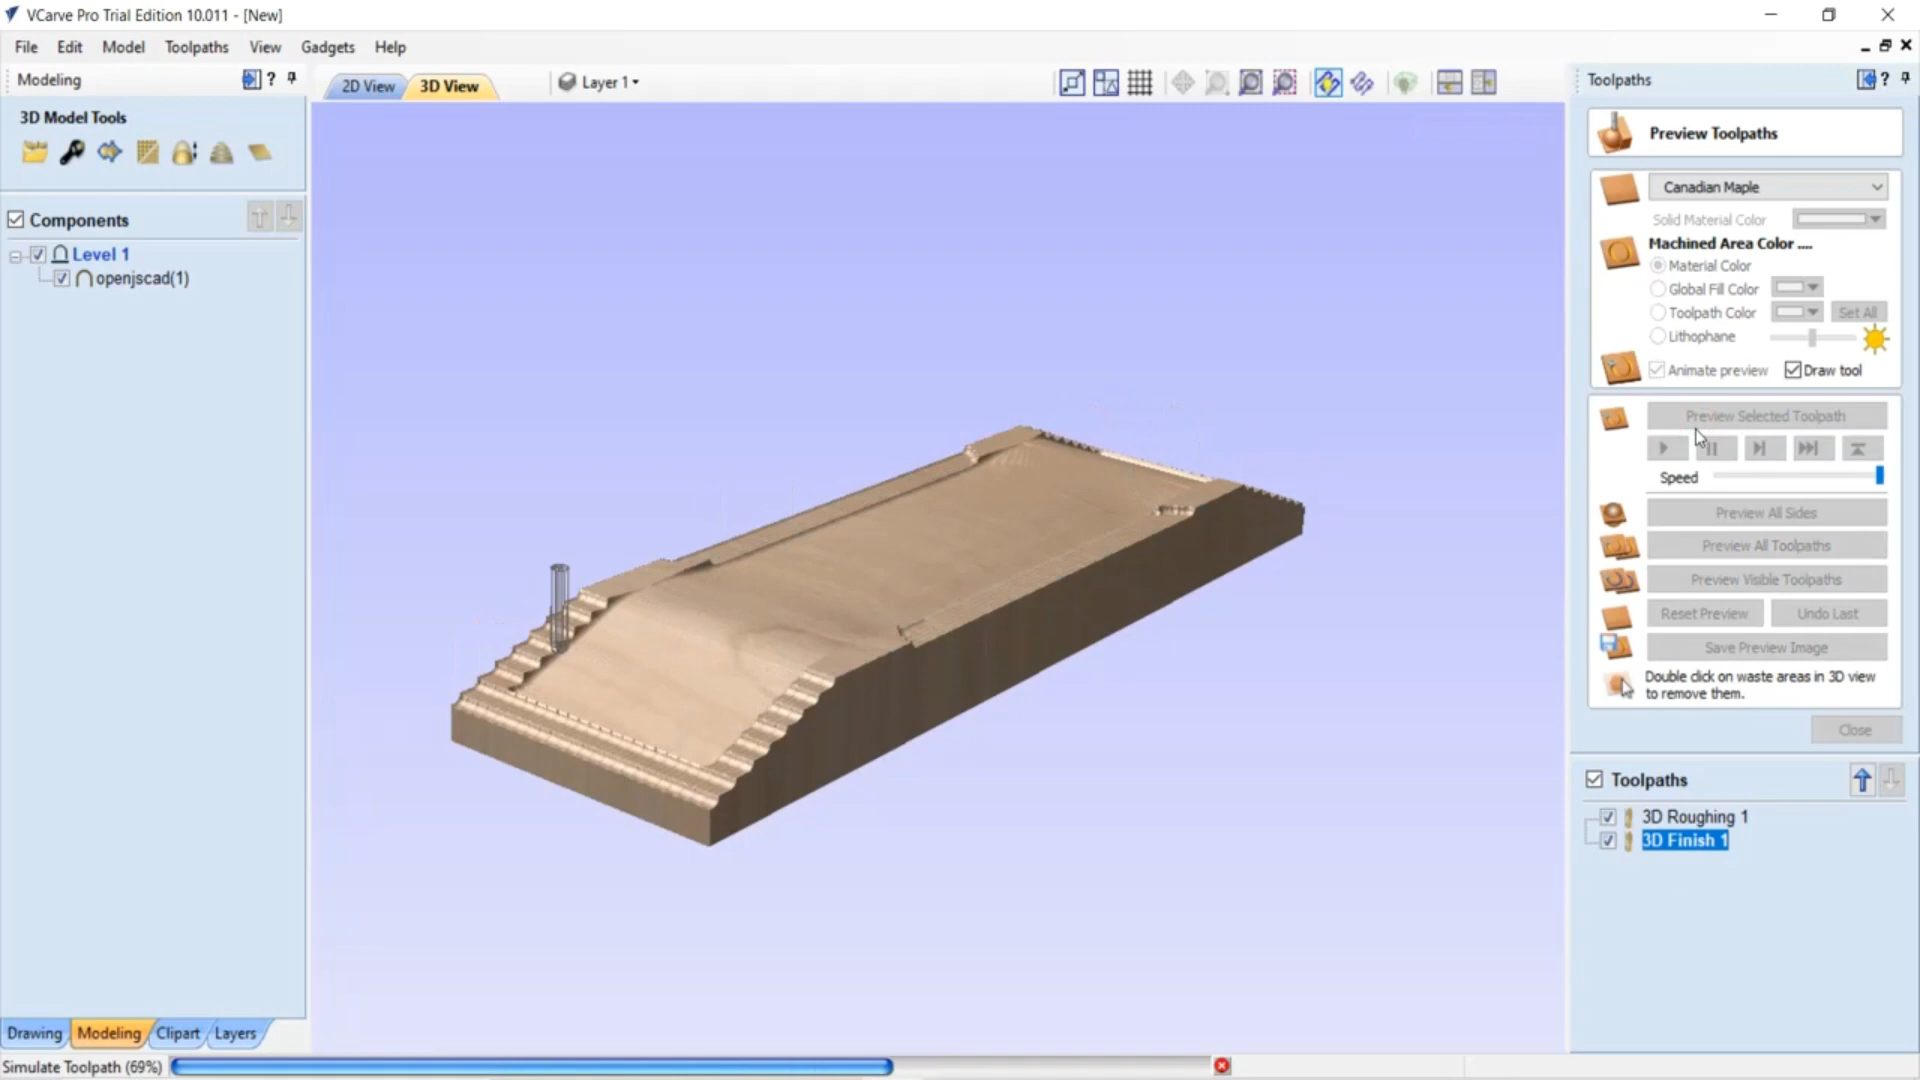 VCarve Pro Trial Edition 10.011 - [New]
File Edit Model Toolpaths View Gadgets Help
Modeling ?
2D View 3D View Layer 1
Toolpaths ?
3D Model Tools
Components
Level 1
openjscad(1)
Preview Toolpaths
Canadian Maple
Solid Material Color
Machined Area Color ....
Material Color
Global Fill Color
Toolpath Color Set All
Lithophane
Animate preview Draw tool
Preview Selected Toolpath
Speed
Preview All Sides
Preview All Toolpaths
Preview Visible Toolpaths
Reset Preview Undo Last
Save Preview Image
Double click on waste areas in 3D view
to remove them.
Close
Toolpaths
3D Roughing 1
3D Finish 1
Drawing Modeling Clipart Layers
Simulate Toolpath (69%)